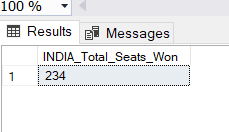 100 %
Results Messages
INDIA_Total_Seats_Won
1 234